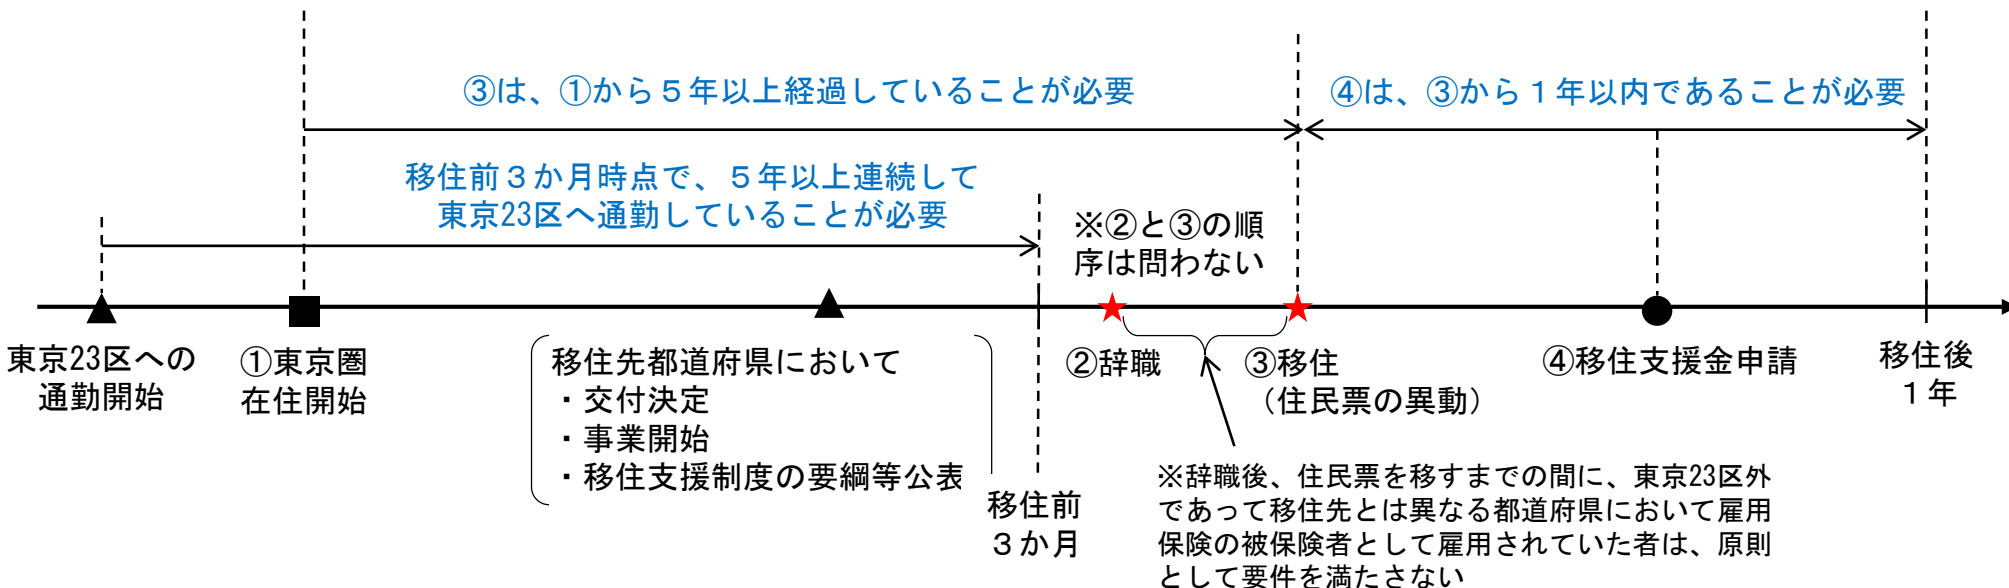 ③は、①から５年以上経過していることが必要
④は、③から１年以内であることが必要
移住前３か月時点で、５年以上連続して
東京23区へ通勤していることが必要
※②と③の順
序は問わない
東京23区への
通勤開始
①東京圏
在住開始
移住先都道府県において
・交付決定
・事業開始
・移住支援制度の要綱等公表
移住前
３か月
②辞職
③移住
（住民票の異動）
④移住支援金申請
移住後
１年
※辞職後、住民票を移すまでの間に、東京23区外
であって移住先とは異なる都道府県において雇用
保険の被保険者として雇用されていた者は、原則
として要件を満たさない